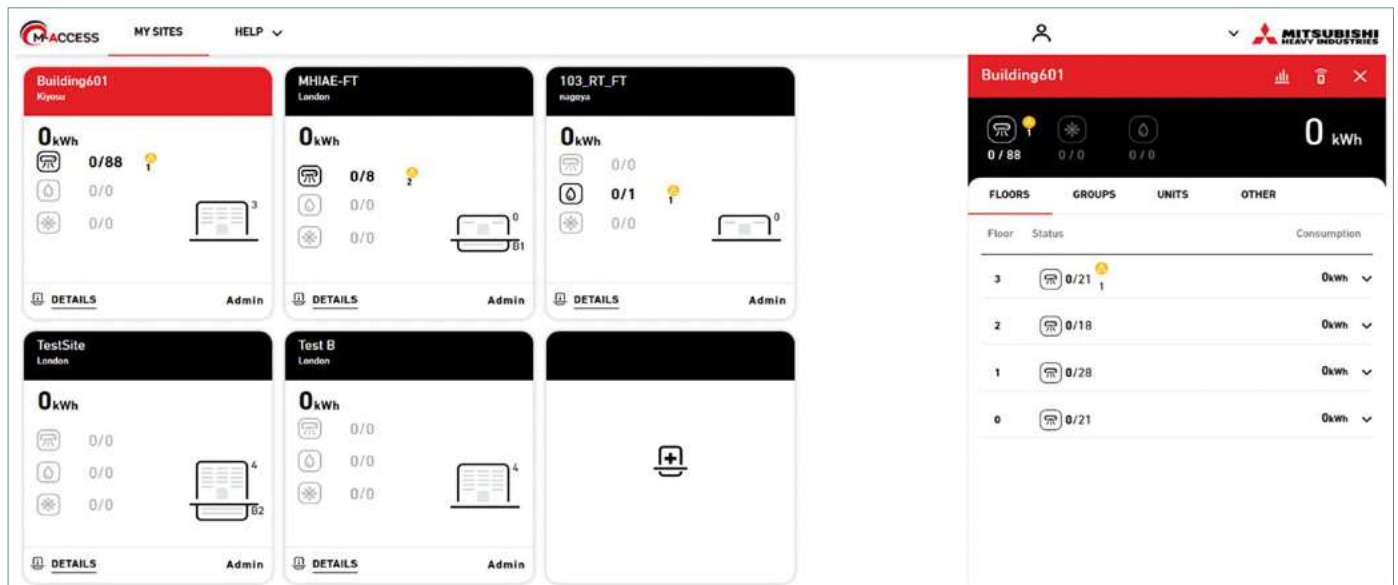 M-ACCESS MY SITES HELP MITSUBISHI
HEAVY INDUSTRIES
Building601
Kiyosu
0kWh
0/88 1
0/0
0/0
3
DETAILS Admin
MHIAE-FT
London
0kWh
0/8 2
0/0
0/0
0
B1
DETAILS Admin
103_RT_FT
nagoya
0kWh
0/0
0/1 1
0/0
0
DETAILS Admin
TestSite
London
0kWh
0/0
0/0
0/0
4
B2
DETAILS Admin
Test B
London
0kWh
0/0
0/0
0/0
4
DETAILS Admin
Building601
1
0/88 0/0 0/0 0 kWh
FLOORS GROUPS UNITS OTHER
Floor Status Consumption
3 0/21 1 0kWh
2 0/18 0kWh
1 0/28 0kWh
0 0/21 0kWh